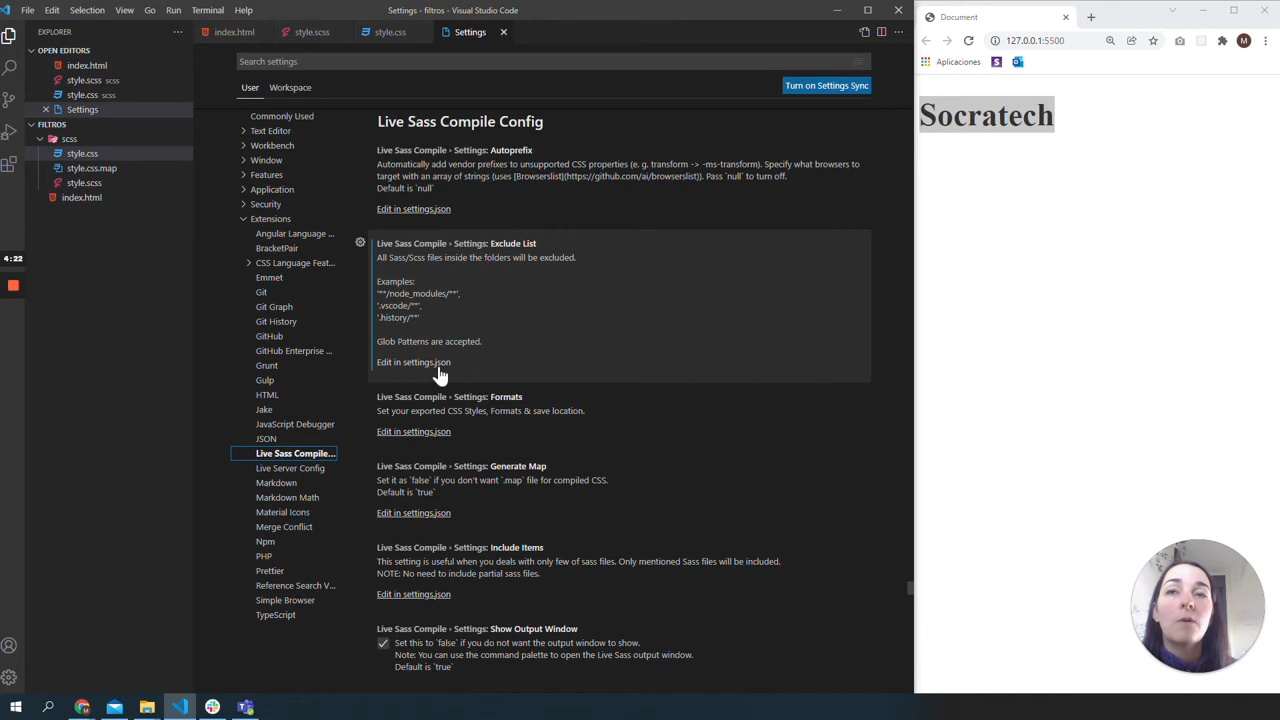 File Edit Selection View Go Run Terminal Help
Settings - filtros - Visual Studio Code
EXPLORER
OPEN EDITORS
index.html
style.scss scss
style.css scss
Settings
FILTROS
scss
style.css
style.css.map
style.scss
index.html
4:22
index.html
style.scss
style.css
Settings
Search settings
User
Workspace
Turn on Settings Sync
Commonly Used
Text Editor
Workbench
Window
Features
Application
Security
Extensions
Angular Language ...
BracketPair
CSS Language Feat...
Emmet
Git
Git Graph
Git History
GitHub
GitHub Enterprise ...
Grunt
Gulp
HTML
Jake
JavaScript Debugger
JSON
Live Sass Compile...
Live Server Config
Markdown
Markdown Math
Material Icons
Merge Conflict
Npm
PHP
Prettier
Reference Search V...
Simple Browser
TypeScript
Live Sass Compile Config
Live Sass Compile › Settings: Autoprefix
Automatically add vendor prefixes to unsupported CSS properties (e. g. transform -> -ms-transform). Specify what browsers to
target with an array of strings (uses [Browserslist](https://github.com/ai/browserslist)). Pass `null` to turn off.
Default is `null`
Edit in settings.json
Live Sass Compile › Settings: Exclude List
All Sass/Scss files inside the folders will be excluded.
Examples:
'**/node_modules/**',
'.vscode/**',
'.history/**'
Glob Patterns are accepted.
Edit in settings.json
Live Sass Compile › Settings: Formats
Set your exported CSS Styles, Formats & save location.
Edit in settings.json
Live Sass Compile › Settings: Generate Map
Set it as `false` if you don't want `.map` file for compiled CSS.
Default is `true`
Edit in settings.json
Live Sass Compile › Settings: Include Items
This setting is useful when you deals with only few of sass files. Only mentioned Sass files will be included.
NOTE: No need to include partial sass files.
Edit in settings.json
Live Sass Compile › Settings: Show Output Window
Set this to `false` if you do not want the output window to show.
Note: You can use the command palette to open the Live Sass output window.
Default is `true`
Document
127.0.0.1:5500
M
Aplicaciones
S
Socratech